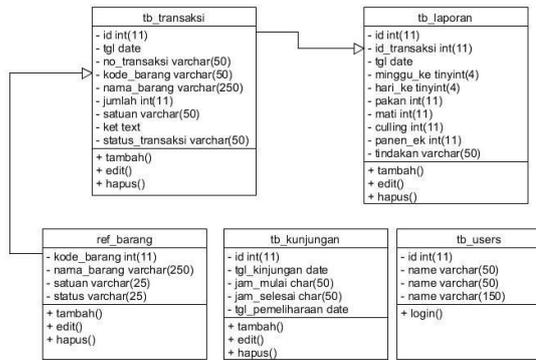 tb_transaksi
- id int(11)
- tgl date
- no_transaksi varchar(50)
- kode_barang varchar(50)
- nama_barang varchar(250)
- jumlah int(11)
- satuan varchar(50)
- ket text
- status_transaksi varchar(50)
+ tambah()
+ edit()
+ hapus()
tb_laporan
- id int(11)
- id_transaksi int(11)
- tgl date
- minggu_ke tinyint(4)
- hari_ke tinyint(4)
- pakan int(11)
- mati int(11)
- culling int(11)
- panen_ek int(11)
- tindakan varchar(50)
+ tambah()
+ edit()
+ hapus()
ref_barang
- kode_barang int(11)
- nama_barang varchar(250)
- satuan varchar(25)
- status varchar(25)
+ tambah()
+ edit()
+ hapus()
tb_kunjungan
- id int(11)
- tgl_kinjungan date
- jam_mulai char(50)
- jam_selesai char(50)
- tgl_pemeliharaan date
+ tambah()
+ edit()
+ hapus()
tb_users
- id int(11)
- name varchar(50)
- name varchar(50)
- name varchar(150)
+ login()